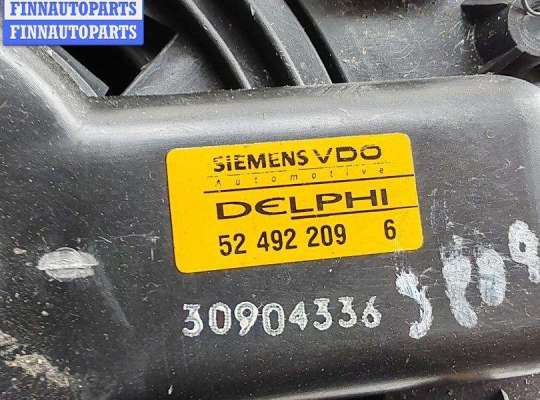 FINNAUTOPARTS
FINNAUTOPARTS
SIEMENS VDO
Automotive
DELPHI
52 492 209 6
30904336